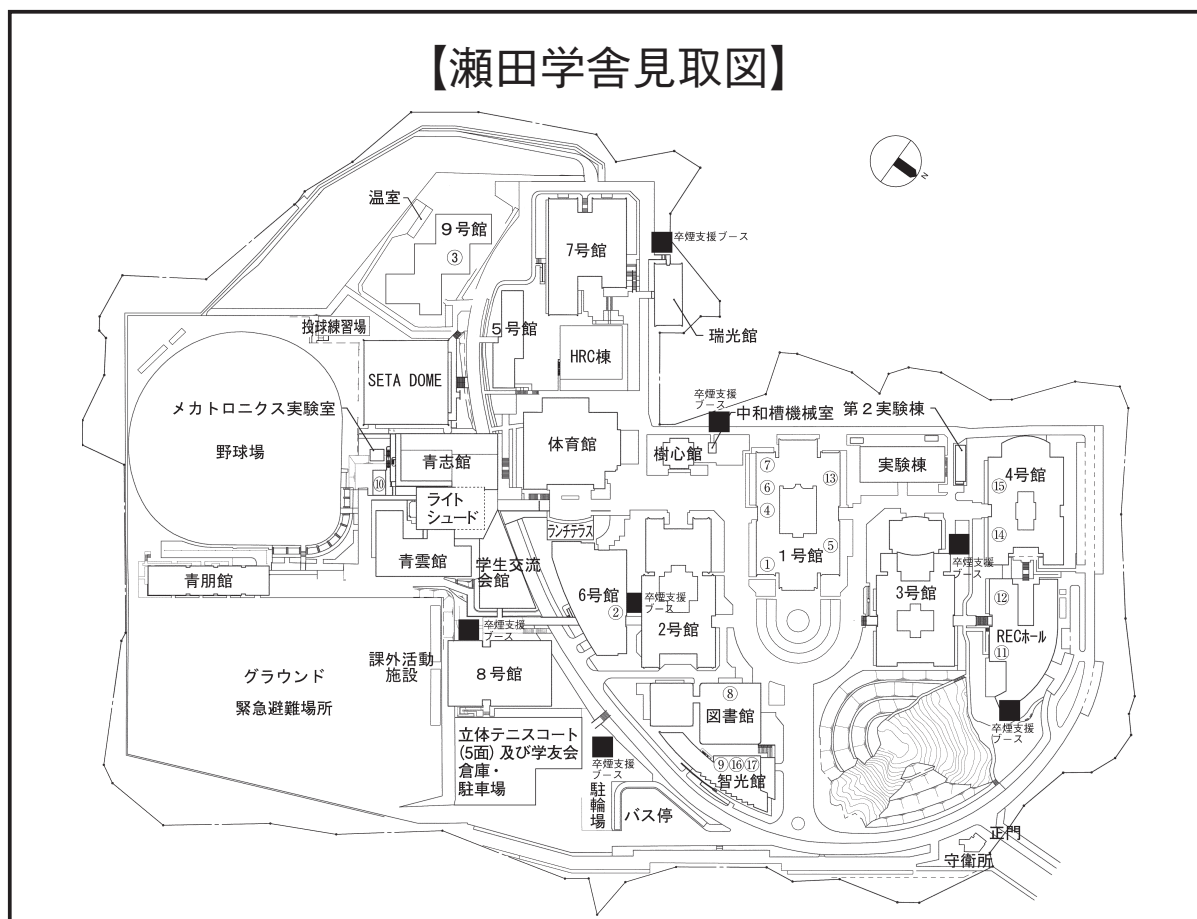 【瀬田学舎見取図】
N
温室
9号館
③
7号館
卒煙支援ブース
瑞光館
5号館
HRC棟
投球練習場
SETA DOME
メカトロニクス実験室
野球場
青志館
⑩
ライト
シュード
体育館
ランチテラス
樹心館
卒煙支援
ブース
中和槽機械室
第2実験棟
実験棟
⑦
⑥
④
⑬
⑤
①
1号館
4号館
⑮
⑭
青雲館
学生交流
会館
青朋館
6号館
②
卒煙支援
ブース
2号館
3号館
卒煙支援
ブース
⑫
RECホール
⑪
卒煙支援
ブース
卒煙支援
ブース
課外活動
施設
8号館
グラウンド
緊急避難場所
立体テニスコート
(5面)及び学友会
倉庫・
駐車場
卒煙支援
ブース
駐輪場
バス停
⑧
図書館
⑨⑯⑰
智光館
正門
守衛所